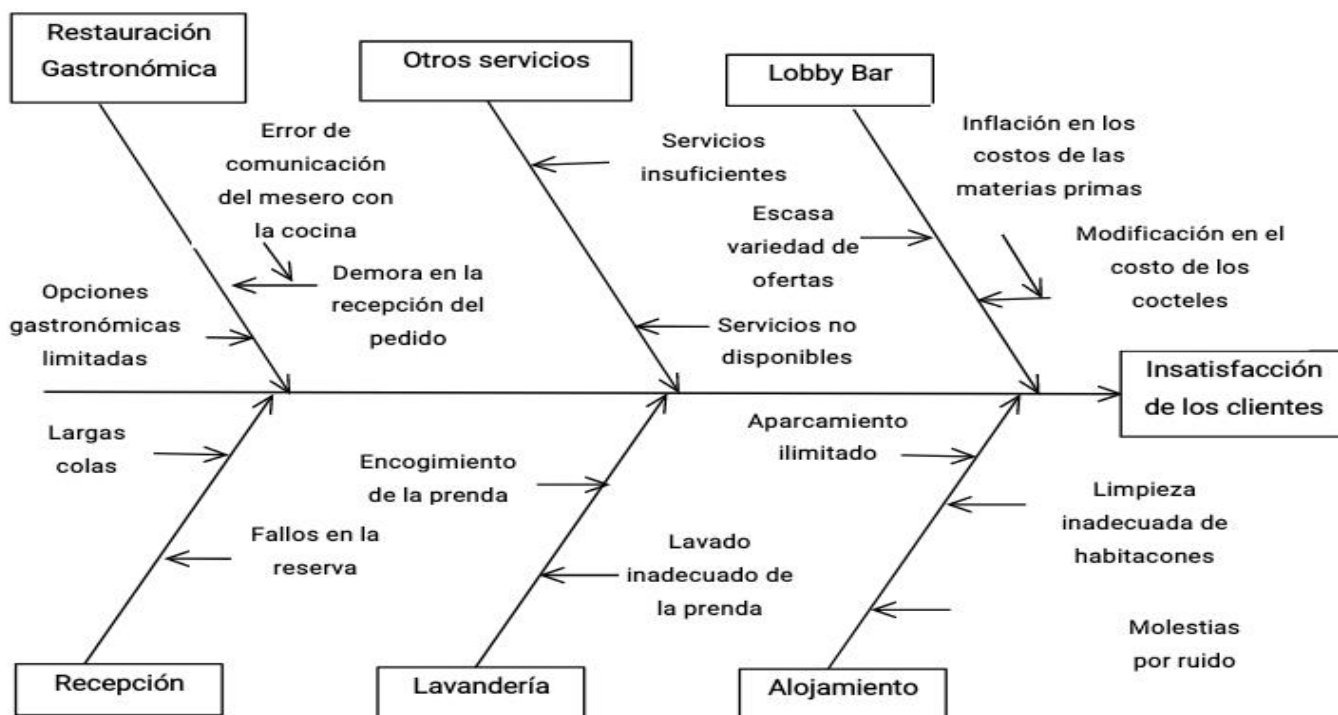 Restauración
Gastronómica
Otros servicios
Lobby Bar
Error de
comunicación
del mesero con
la cocina
Demora en la
recepción del
pedido
Opciones
gastronómicas
limitadas
Servicios
insuficientes
Servicios no
disponibles
Escasa
variedad de
ofertas
Inflación en los
costos de las
materias primas
Modificación en el
costo de los
cocteles
Insatisfacción
de los clientes
Largas
colas
Fallos en la
reserva
Encogimiento
de la prenda
Lavado
inadecuado de
la prenda
Aparcamiento
ilimitado
Limpieza
inadecuada de
habitacones
Molestias
por ruido
Recepción
Lavandería
Alojamiento